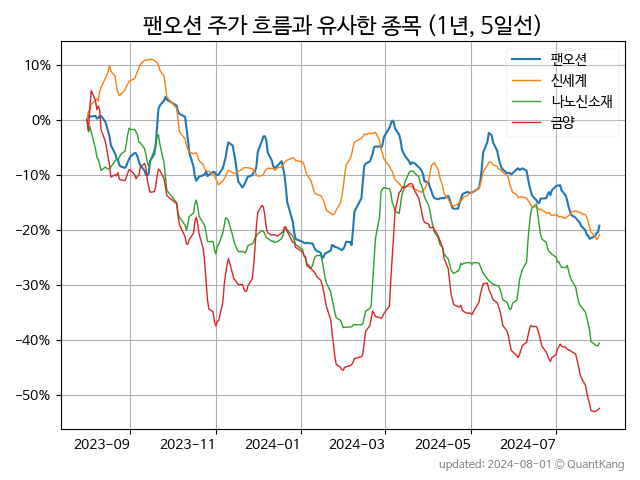 팬오션 주가 흐름과 유사한 종목 (1년, 5일선)
팬오션
신세계
나노신소재
금양
10%
0%
−10%
−20%
−30%
−40%
−50%
2023-09
2023-11
2024-01
2024-03
2024-05
2024-07
updated: 2024-08-01 © QuantKang